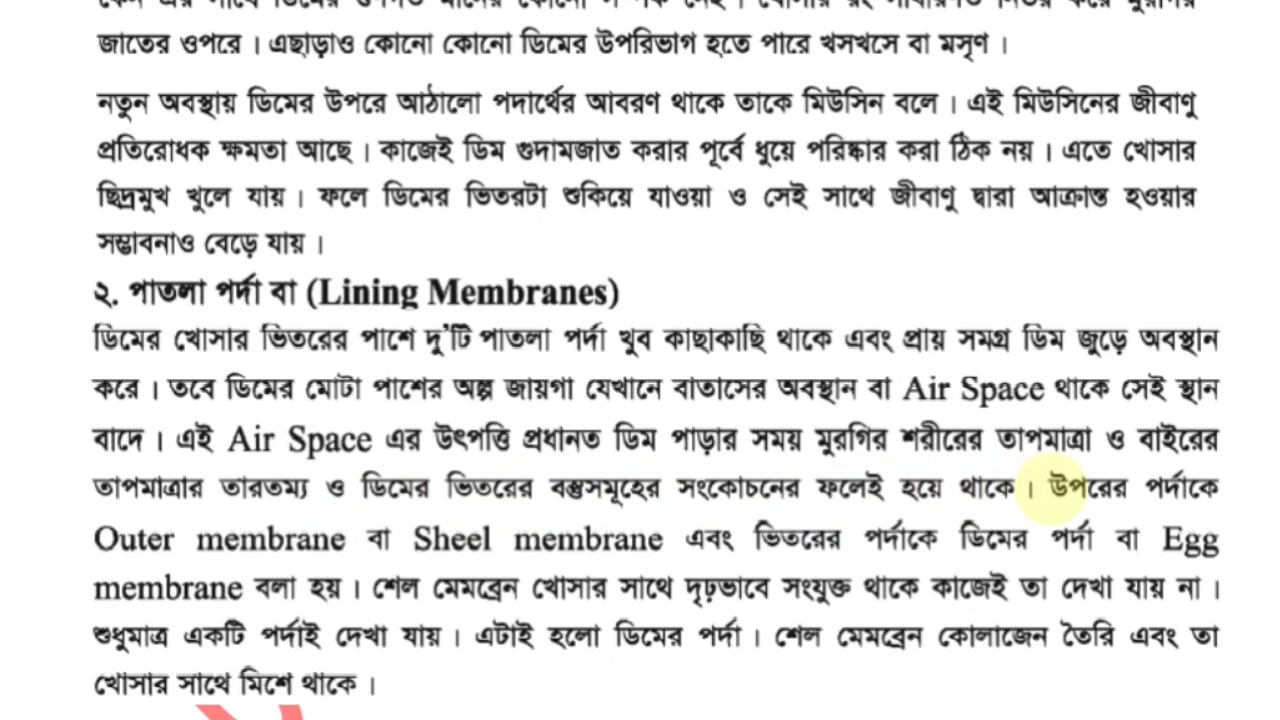 জাতের ওপরে । এছাড়াও কোনো কোনো ডিমের উপরিভাগ হতে পারে খসখসে বা মসৃণ ।
নতুন অবস্থায় ডিমের উপরে আঠালো পদার্থের আবরণ থাকে তাকে মিউসিন বলে । এই মিউসিনের জীবাণু
প্রতিরোধক ক্ষমতা আছে । কাজেই ডিম গুদামজাত করার পূর্বে ধুয়ে পরিষ্কার করা ঠিক নয় । এতে খোসার
ছিদ্রমুখ খুলে যায় । ফলে ডিমের ভিতরটা শুকিয়ে যাওয়া ও সেই সাথে জীবাণু দ্বারা আক্রান্ত হওয়ার
সম্ভাবনাও বেড়ে যায় ।
২. পাতলা পর্দা বা (Lining Membranes)
ডিমের খোসার ভিতরের পাশে দু'টি পাতলা পর্দা খুব কাছাকাছি থাকে এবং প্রায় সমগ্র ডিম জুড়ে অবস্থান
করে । তবে ডিমের মোটা পাশের অল্প জায়গা যেখানে বাতাসের অবস্থান বা Air Space থাকে সেই স্থান
বাদে । এই Air Space এর উৎপত্তি প্রধানত ডিম পাড়ার সময় মুরগির শরীরের তাপমাত্রা ও বাইরের
তাপমাত্রার তারতম্য ও ডিমের ভিতরের বস্তুসমূহের সংকোচনের ফলেই হয়ে থাকে । উপরের পর্দাকে
Outer membrane বা Sheel membrane এবং ভিতরের পর্দাকে ডিমের পর্দা বা Egg
membrane বলা হয় । শেল মেমব্রেন খোসার সাথে দৃঢ়ভাবে সংযুক্ত থাকে কাজেই তা দেখা যায় না ।
শুধুমাত্র একটি পর্দাই দেখা যায় । এটাই হলো ডিমের পর্দা । শেল মেমব্রেন কোলাজেন তৈরি এবং তা
খোসার সাথে মিশে থাকে ।